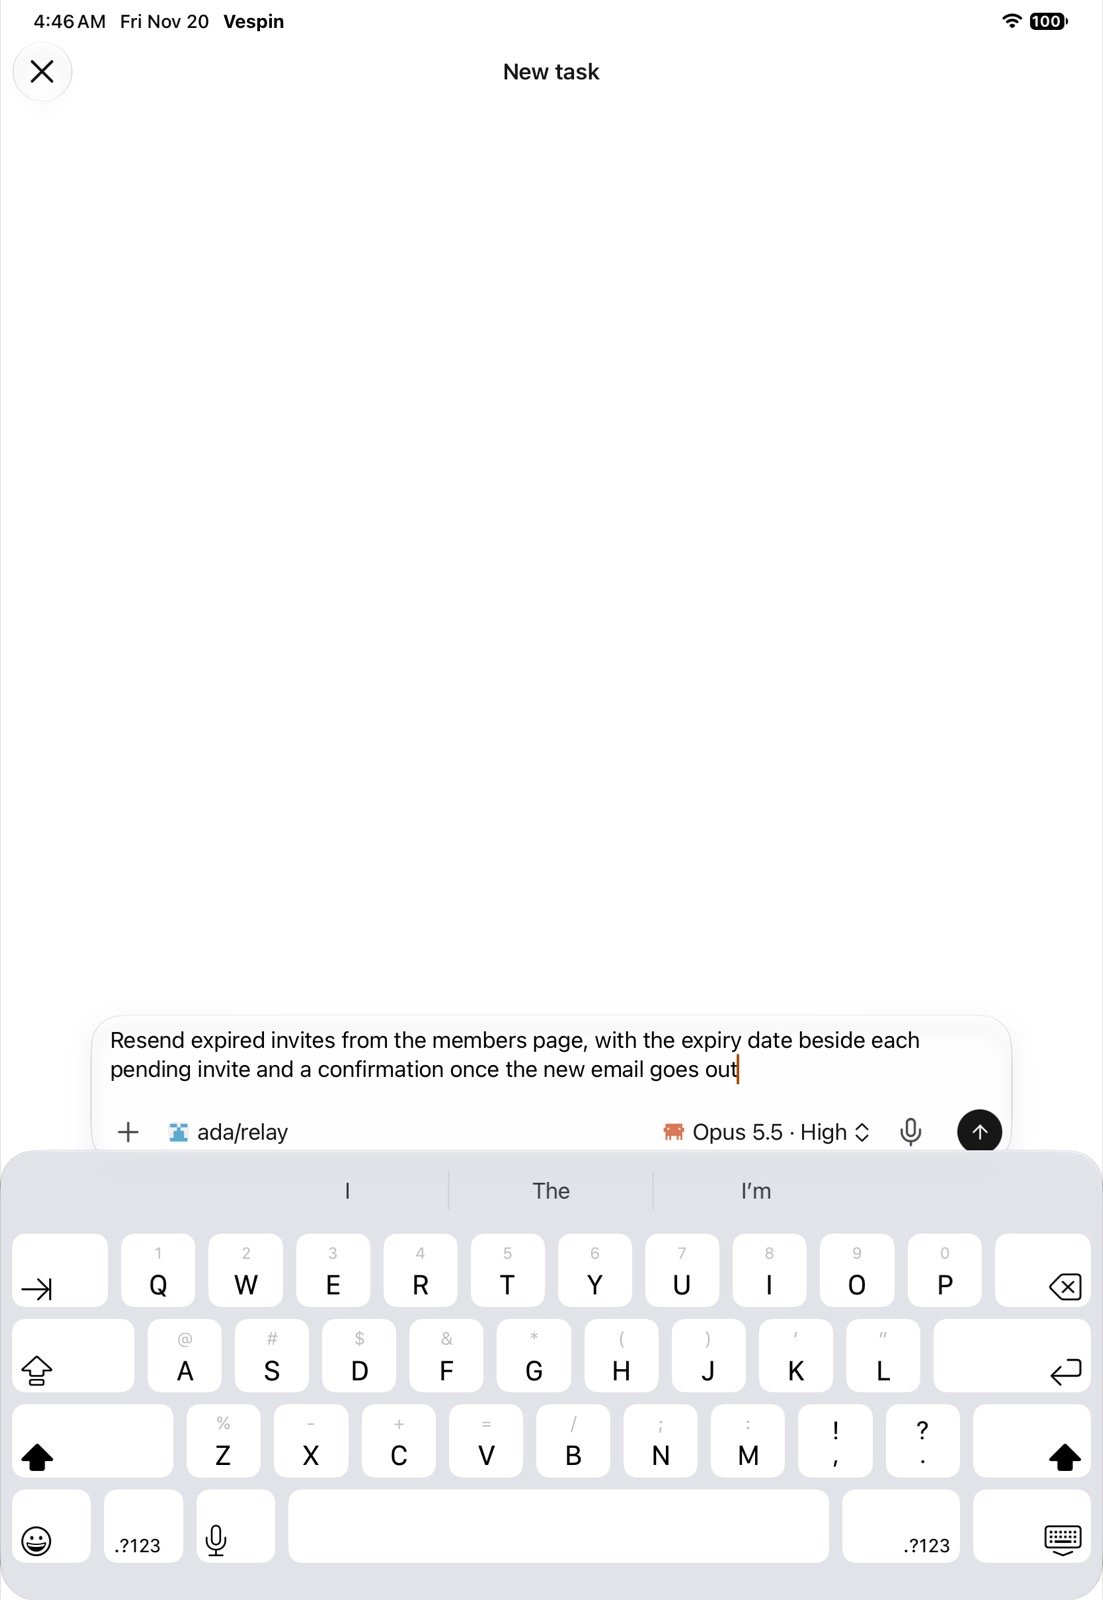 4:46 AM Fri Nov 20 Vespin
100
New task
Resend expired invites from the members page, with the expiry date beside each
pending invite and a confirmation once the new email goes out
ada/relay
Opus 5.5 · High
I The I'm
1 2 3 4 5 6 7 8 9 0
Q W E R T Y U I O P
@ # $ & * ( ) ' "
A S D F G H J K L
% - + = / ; : ! ?
Z X C V B N M , .
.?123 .?123